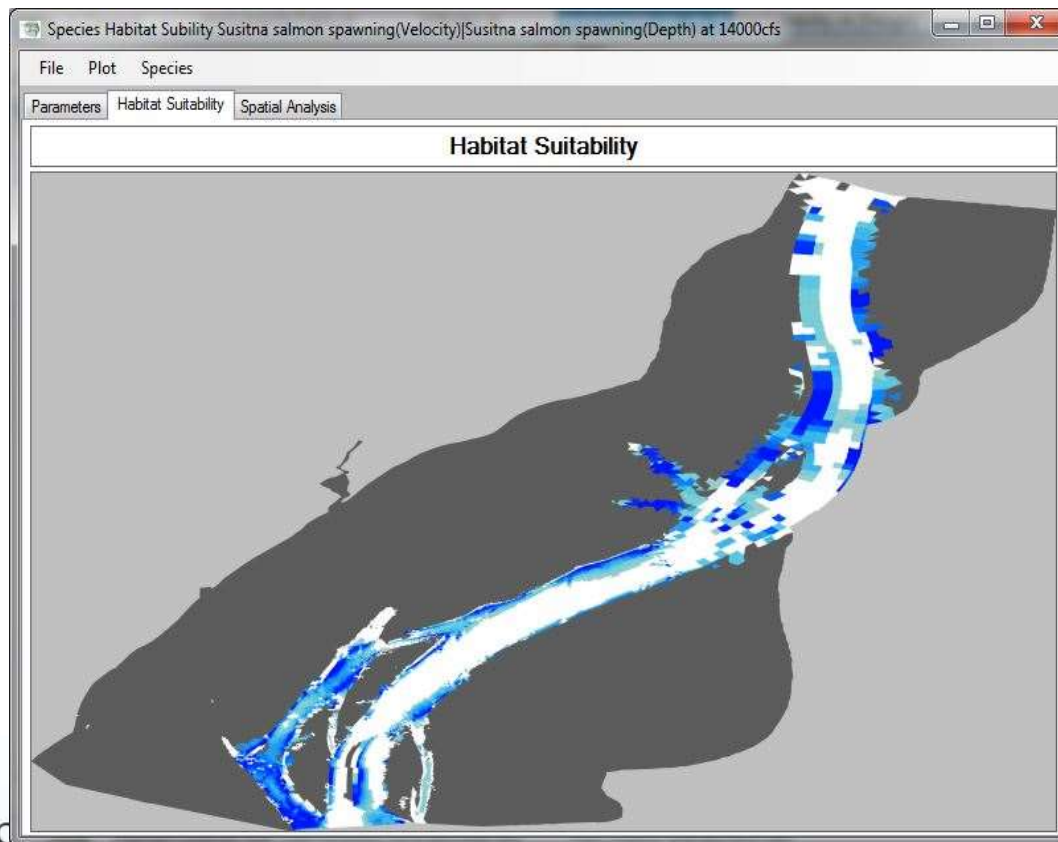 Species Habitat Subility Susitna salmon spawning(Velocity)|Susitna salmon spawning(Depth) at 14000cfs
File Plot Species
Parameters Habitat Suitability Spatial Analysis
Habitat Suitability